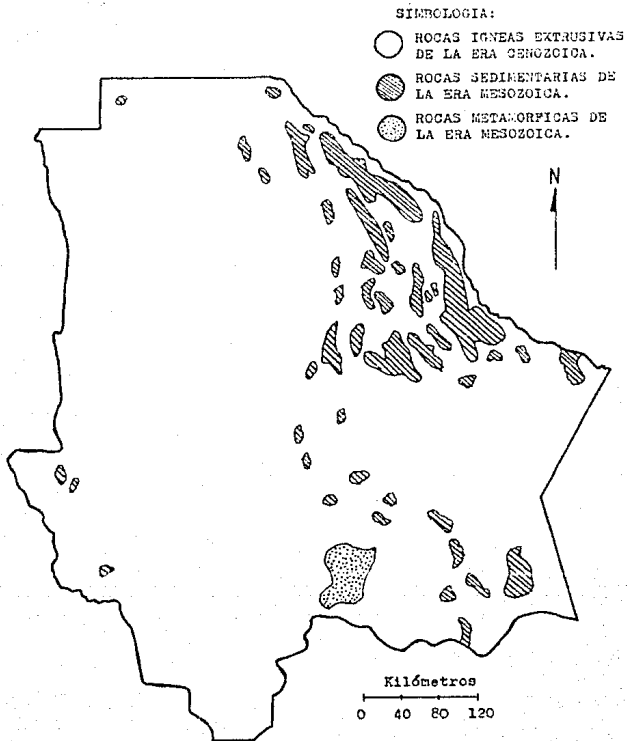 SIMBOLOGIA:
ROCAS IGNEAS EXTRUSIVAS
DE LA ERA CENOZOICA.
ROCAS SEDIMENTARIAS DE
LA ERA MESOZOICA.
ROCAS METAMORFICAS DE
LA ERA MESOZOICA.
N
Kilómetros
0 40 80 120